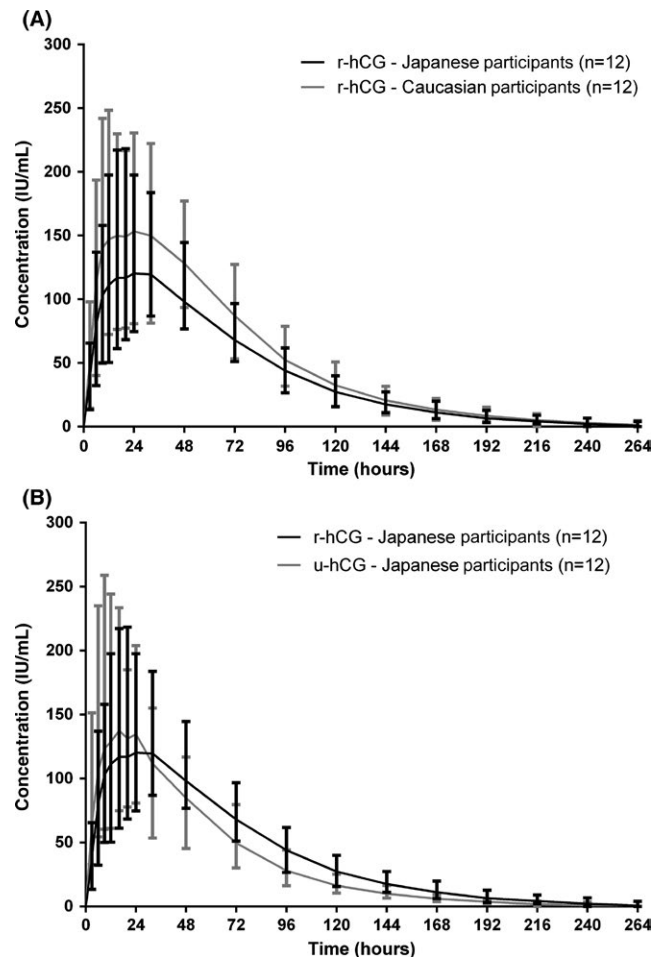 (A)
r-hCG - Japanese participants (n=12)
r-hCG - Caucasian participants (n=12)
300
250
200
150
100
50
0
Concentration (IU/mL)
0 24 48 72 96 120 144 168 192 216 240 264
Time (hours)
(B)
r-hCG - Japanese participants (n=12)
u-hCG - Japanese participants (n=12)
300
250
200
150
100
50
0
Concentration (IU/mL)
0 24 48 72 96 120 144 168 192 216 240 264
Time (hours)